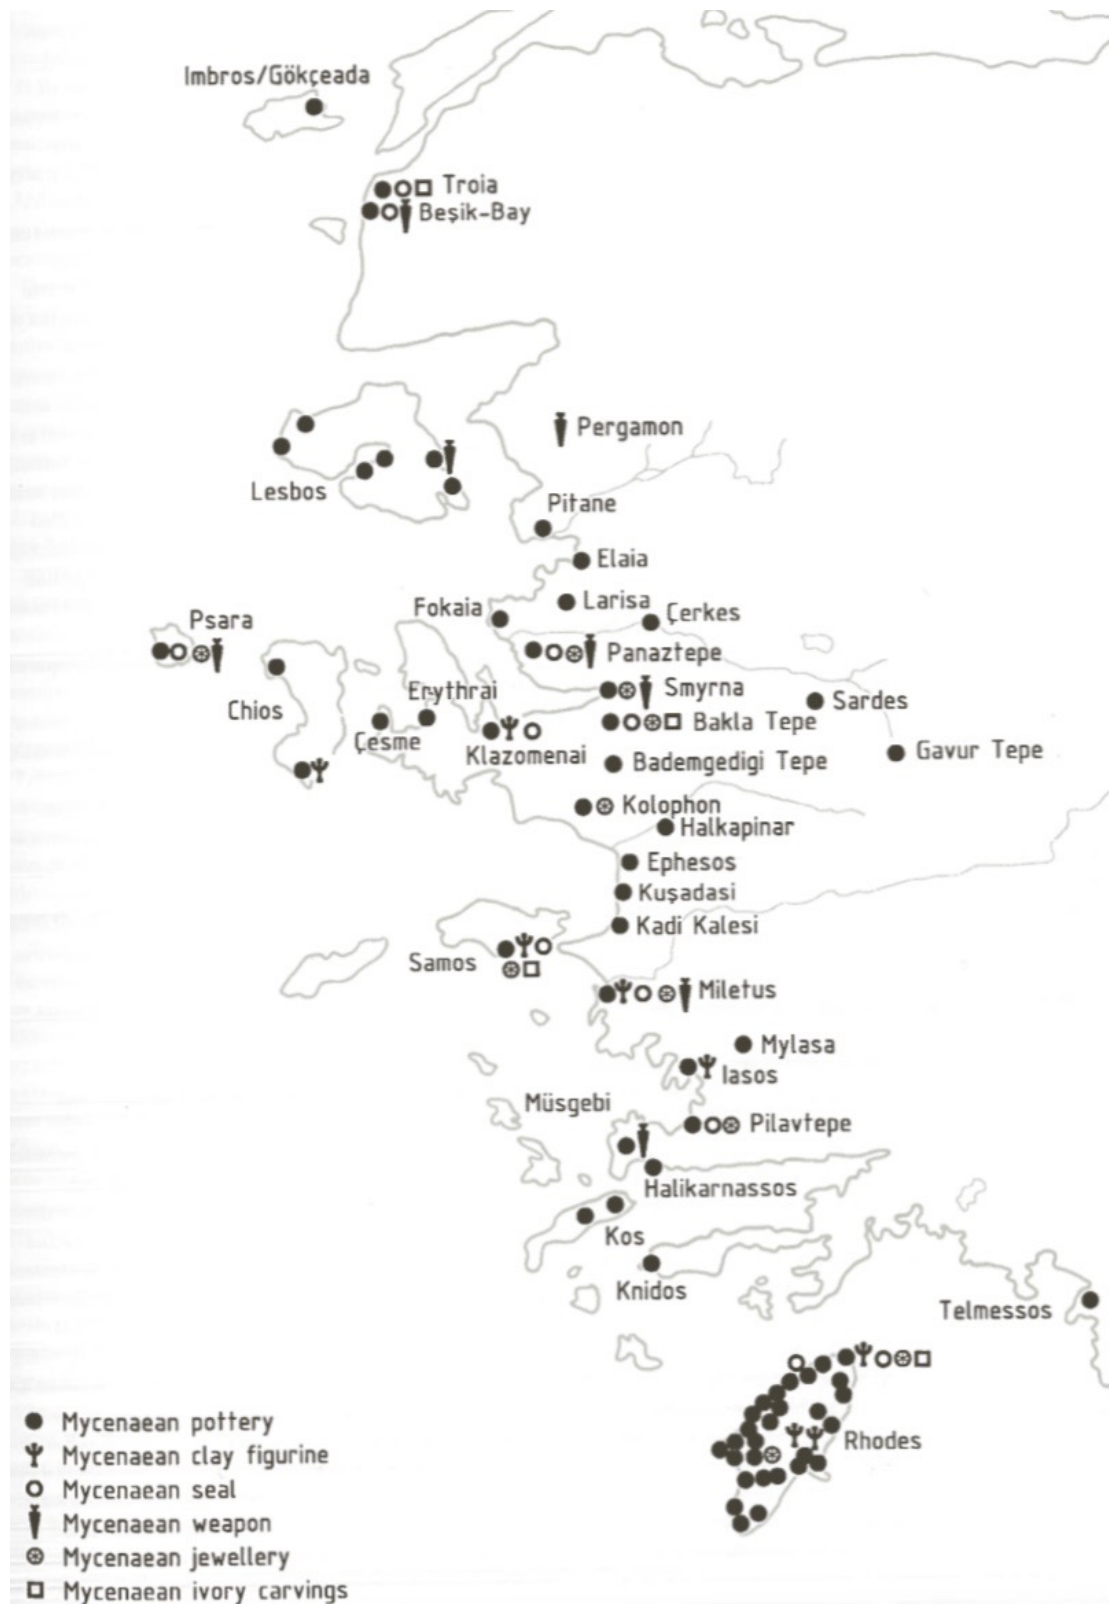 Imbros/Gökçeada
Troia
Beşik-Bay
Pergamon
Lesbos
Pitane
Elaia
Larisa
Fokaia
Çerkes
Psara
Panaztepe
Erythrai
Smyrna
Sardes
Chios
Çesme
Bakla Tepe
Klazomenai
Gavur Tepe
Bademgedigi Tepe
Kolophon
Halkapinar
Ephesos
Kuşadasi
Kadi Kalesi
Samos
Miletus
Mylasa
Iasos
Müsgebi
Pilavtepe
Halikarnassos
Kos
Knidos
Telmessos
Rhodes
Mycenaean pottery
Mycenaean clay figurine
Mycenaean seal
Mycenaean weapon
Mycenaean jewellery
Mycenaean ivory carvings